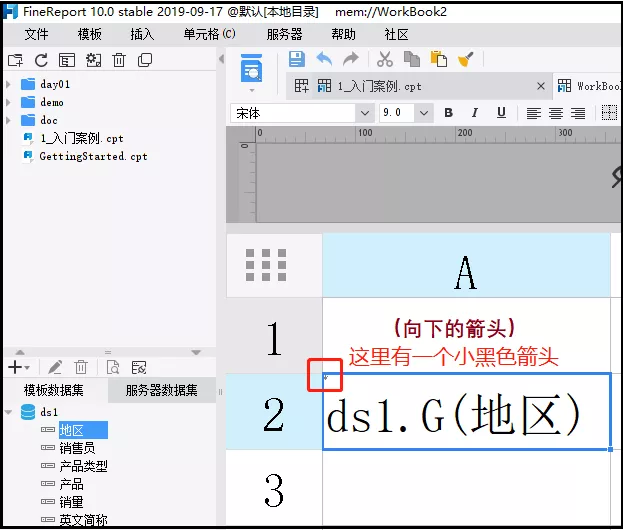 FineReport 10.0 stable 2019-09-17 @默认[本地目录]    mem://WorkBook2
文件 模板 插入 单元格(C) 服务器 帮助 社区
day01
demo
doc
1_入门案例.cpt
GettingStarted.cpt
1_入门案例.cpt
WorkBoo
宋体 9.0 B I U
0 100 200 300
0
A
1
(向下的箭头)
这里有一个小黑色箭头
2
ds1.G(地区)
3
模板数据集 服务器数据集
ds1
地区
销售员
产品类型
产品
销量
英文简称